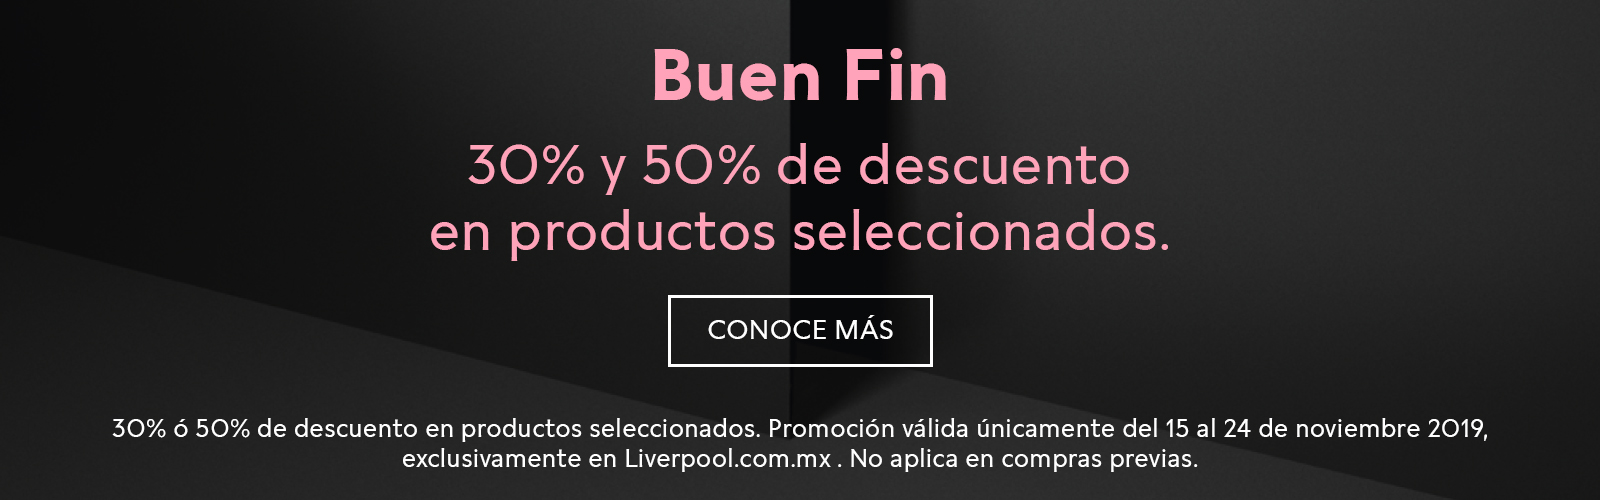 Buen Fin
30% y 50% de descuento
en productos seleccionados.
CONOCE MÁS
30% ó 50% de descuento en productos seleccionados. Promoción válida únicamente del 15 al 24 de noviembre 2019,
exclusivamente en Liverpool.com.mx . No aplica en compras previas.